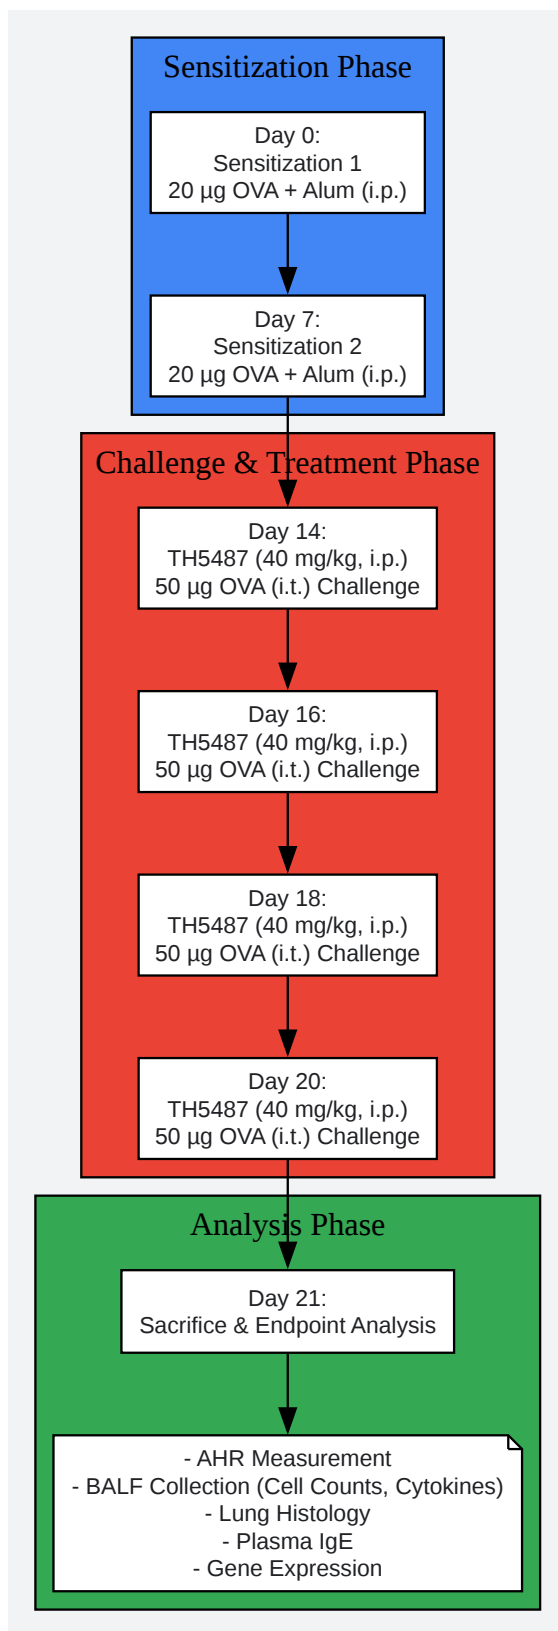 Sensitization Phase
Day 0:
Sensitization 1
20 µg OVA + Alum (i.p.)
Day 7:
Sensitization 2
20 µg OVA + Alum (i.p.)
Challenge & Treatment Phase
Day 14:
TH5487 (40 mg/kg, i.p.)
50 µg OVA (i.t.) Challenge
Day 16:
TH5487 (40 mg/kg, i.p.)
50 µg OVA (i.t.) Challenge
Day 18:
TH5487 (40 mg/kg, i.p.)
50 µg OVA (i.t.) Challenge
Day 20:
TH5487 (40 mg/kg, i.p.)
50 µg OVA (i.t.) Challenge
Analysis Phase
Day 21:
Sacrifice & Endpoint Analysis
- AHR Measurement
- BALF Collection (Cell Counts, Cytokines)
- Lung Histology
- Plasma IgE
- Gene Expression